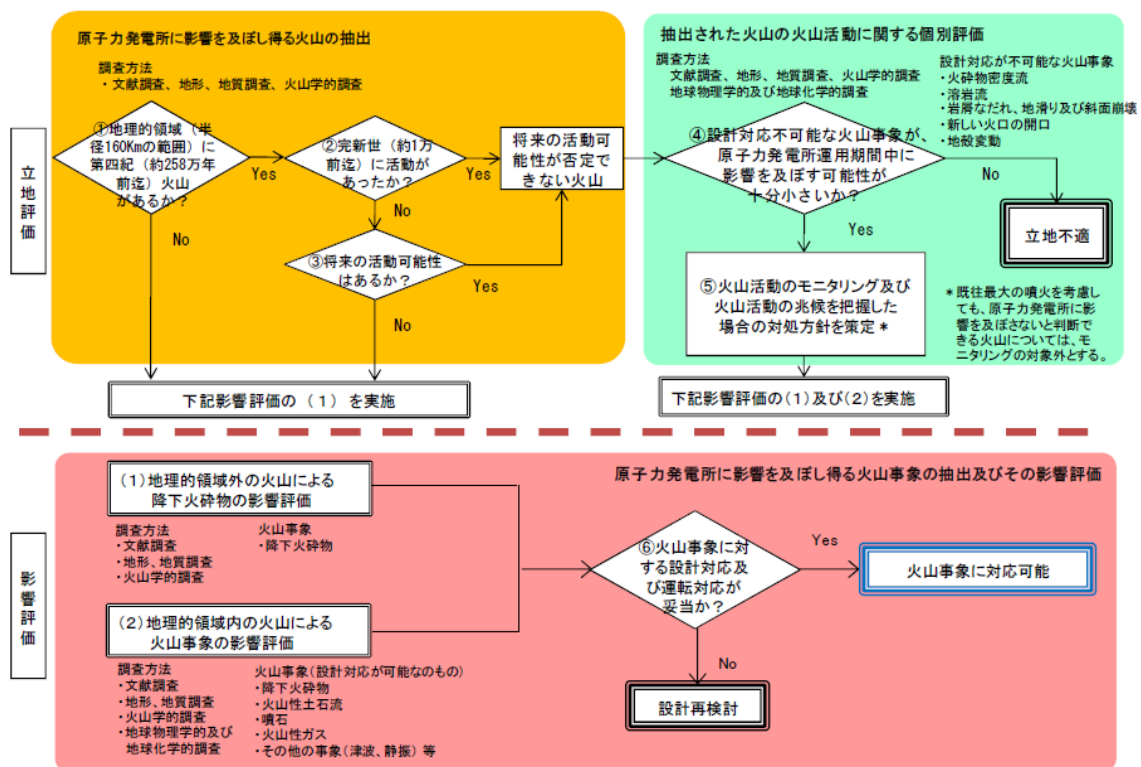 原子力発電所に影響を及ぼし得る火山の抽出
調査方法
・文献調査、地形、地質調査、火山学的調査
①地理的領域（半
径160Kmの範囲）に
第四紀（約258万年
前迄）火山
があるか？
Yes
No
②完新世（約1万
前迄）に活動が
あったか？
Yes
No
③将来の活動可能性
はあるか？
Yes
No
将来の活動可
能性が否定で
きない火山
立地評価
下記影響評価の（１）を実施
抽出された火山の火山活動に関する個別評価
調査方法
文献調査、地形、地質調査、火山学的調査
地球物理学的及び地球化学的調査
設計対応が不可能な火山事象
・火砕物密度流
・溶岩流
・岩屑なだれ、地滑り及び斜面崩壊
・新しい火口の開口
・地殻変動
④設計対応不可能な火山事象が、
原子力発電所運用期間中に
影響を及ぼす可能性が
十分小さいか？
No
Yes
立地不適
⑤火山活動のモニタリング及び
火山活動の兆候を把握した
場合の対処方針を策定＊
＊既往最大の噴火を考慮し
ても、原子力発電所に影
響を及ぼさないと判断で
きる火山については、モ
ニタリングの対象外とする。
下記影響評価の（１）及び（２）を実施
影響評価
原子力発電所に影響を及ぼし得る火山事象の抽出及びその影響評価
（１）地理的領域外の火山による
降下火砕物の影響評価
調査方法
・文献調査
・地形、地質調査
・火山学的調査
火山事象
・降下火砕物
（２）地理的領域内の火山による
火山事象の影響評価
調査方法
・文献調査
・地形、地質調査
・火山学的調査
・地球物理学的及び
地球化学的調査
火山事象（設計対応が可能なのもの）
・降下火砕物
・火山性土石流
・噴石
・火山性ガス
・その他の事象（津波、静振）等
⑥火山事象に対
する設計対応及
び運転対応が
妥当か？
Yes
No
火山事象に対応可能
設計再検討